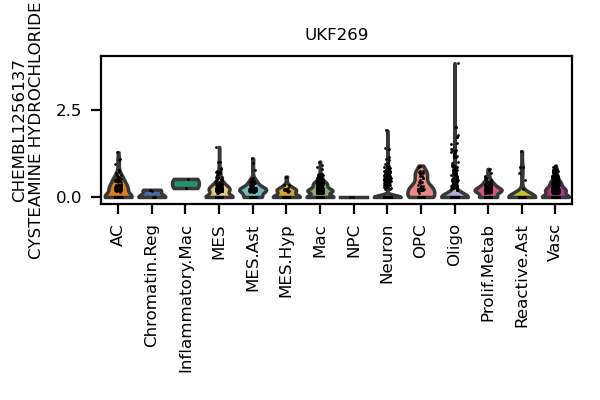 UKF269
CHEMBL1256137
CYSTEAMINE HYDROCHLORIDE
2.5
0.0
AC
Chromatin.Reg
Inflammatory.Mac
MES
MES.Ast
MES.Hyp
Mac
NPC
Neuron
OPC
Oligo
Prolif.Metab
Reactive.Ast
Vasc